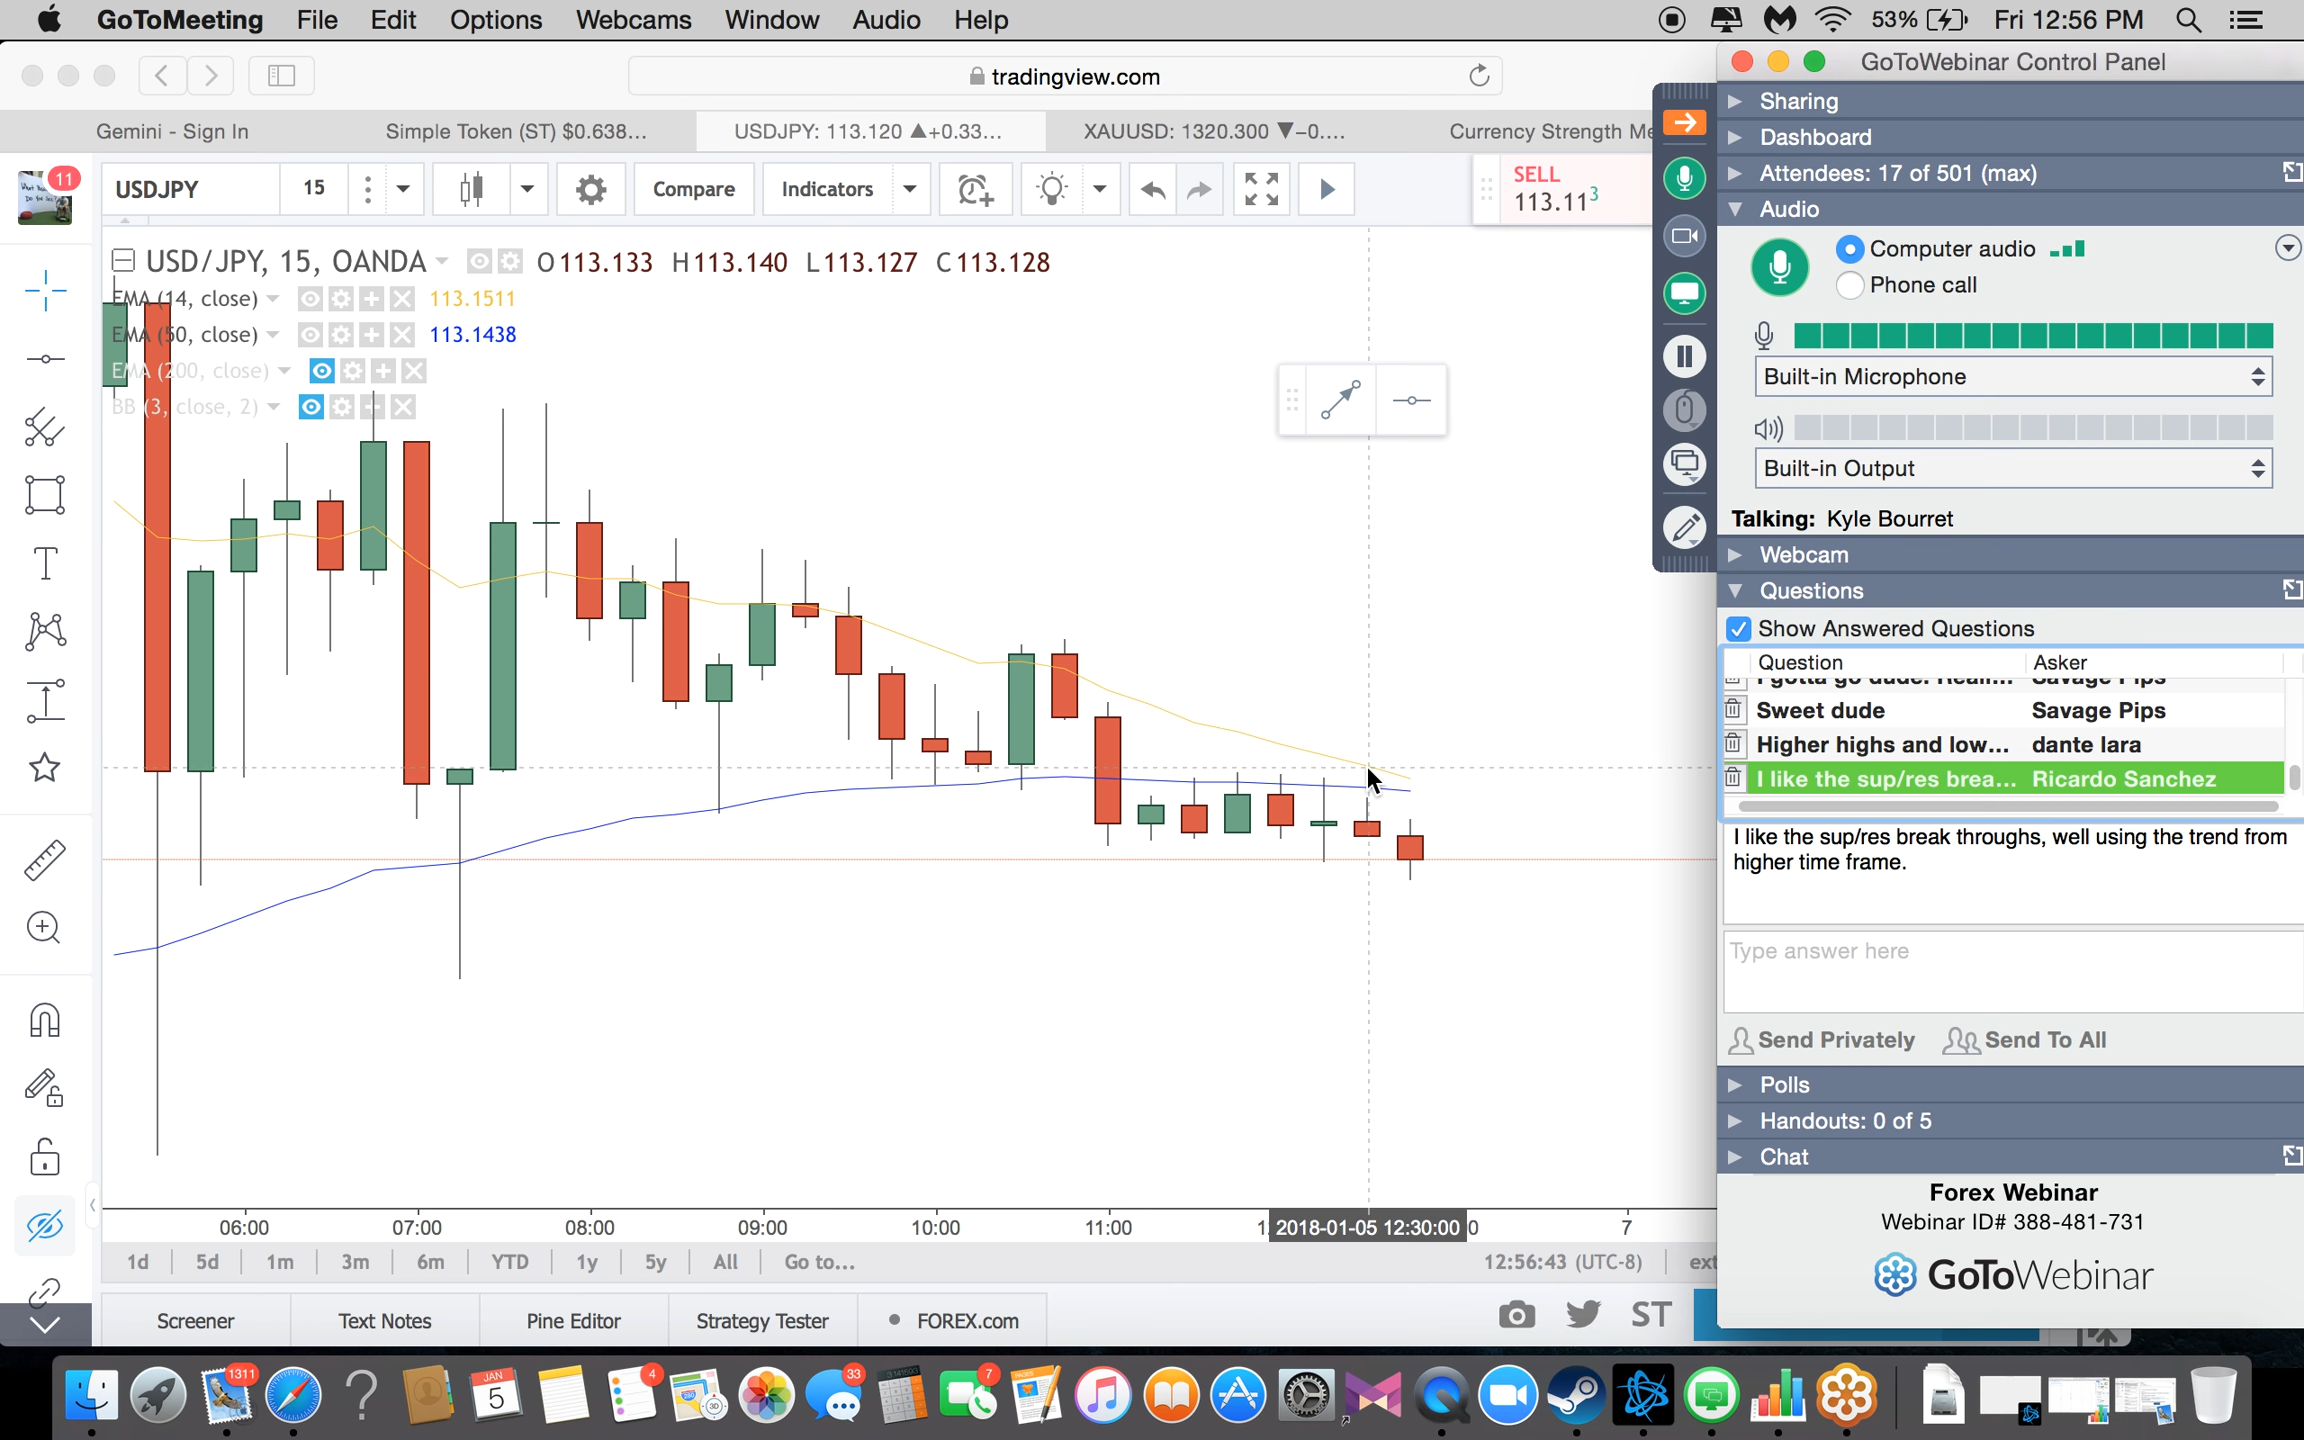 GoToMeeting File Edit Options Webcams Window Audio Help 53% Fri 12:56 PM
tradingview.com
GoToWebinar Control Panel
Gemini - Sign In Simple Token (ST) $0.638... USDJPY: 113.120 ▲+0.33... XAUUSD: 1320.300 ▼-0.... Currency Strength Me
11
USDJPY 15 Compare Indicators
SELL
113.113
USD/JPY, 15, OANDA O113.133 H113.140 L113.127 C113.128
EMA (14, close) 113.1511
EMA (50, close) 113.1438
EMA (200, close)
BB (3, close, 2)
T
06:00 07:00 08:00 09:00 10:00 11:00 2018-01-05 12:30:00 7
1d 5d 1m 3m 6m YTD 1y 5y All Go to... 12:56:43 (UTC-8) ext
Screener Text Notes Pine Editor Strategy Tester FOREX.com ST
Sharing
Dashboard
Attendees: 17 of 501 (max)
Audio
Computer audio
Phone call
Built-in Microphone
Built-in Output
Talking: Kyle Bourret
Webcam
Questions
Show Answered Questions
Question Asker
Sweet dude Savage Pips
Higher highs and low... dante lara
I like the sup/res brea... Ricardo Sanchez
I like the sup/res break throughs, well using the trend from
higher time frame.
Type answer here
Send Privately Send To All
Polls
Handouts: 0 of 5
Chat
Forex Webinar
Webinar ID# 388-481-731
GoToWebinar
1311 JAN 5 4 33 7